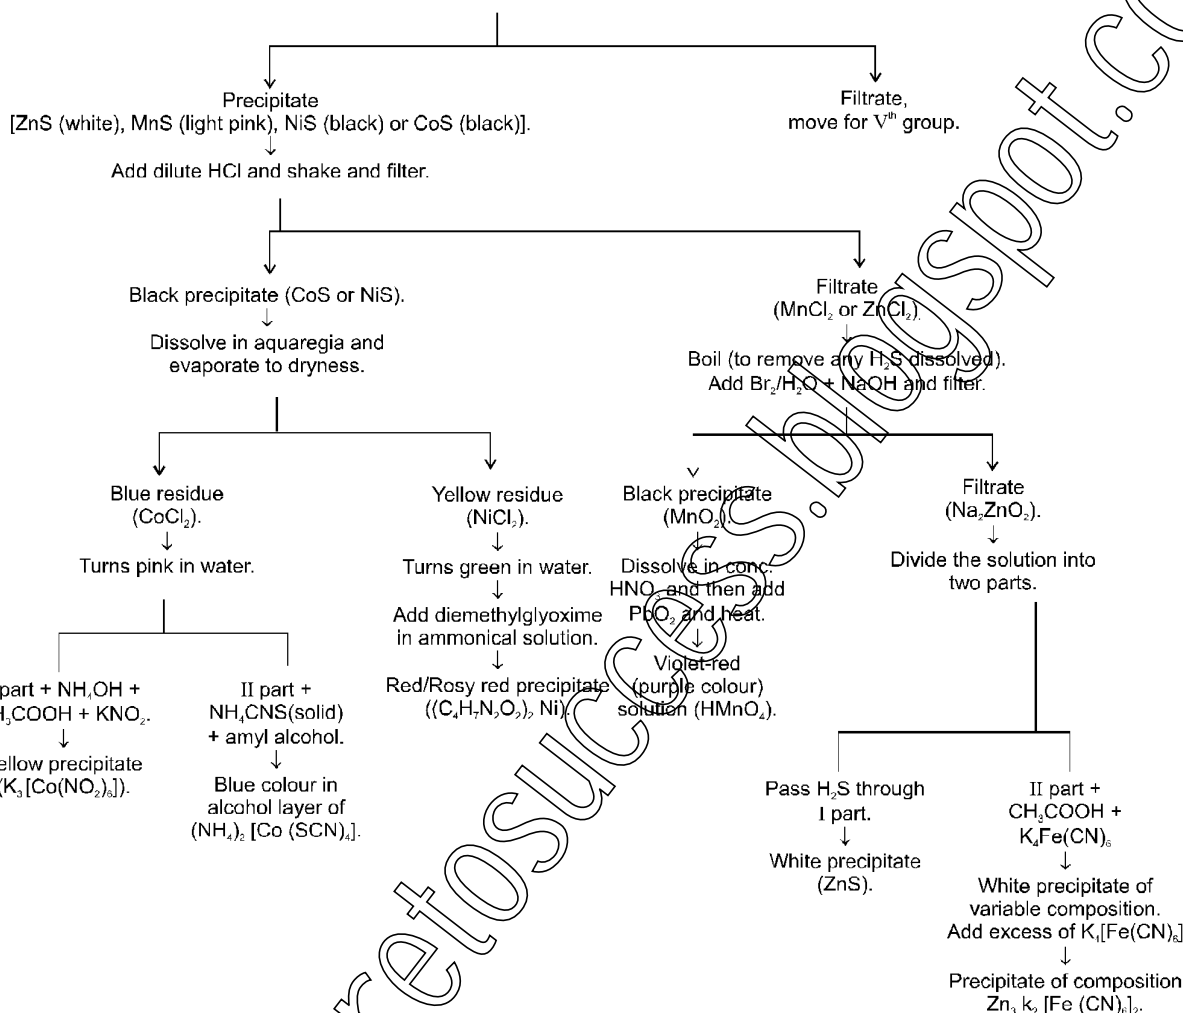 Precipitate
[ZnS (white), MnS (light pink), NiS (black) or CoS (black)].
Filtrate,
move for Vth group.
Add dilute HCl and shake and filter.
Black precipitate (CoS or NiS).
Dissolve in aquaregia and
evaporate to dryness.
Filtrate
(MnCl2 or ZnCl2).
Boil (to remove any H2S dissolved).
Add Br2/H2O + NaOH and filter.
Blue residue
(CoCl2).
Turns pink in water.
Yellow residue
(NiCl2).
Turns green in water.
Add diemethylglyoxime
in ammonical solution.
Red/Rosy red precipitate
((C4H7N2O2)2 Ni).
Black precipitate
(MnO2).
Dissolve in conc.
HNO3 and then add
PbO2 and heat.
Violet-red
(purple colour)
solution (HMnO4).
Filtrate
(Na2ZnO2).
Divide the solution into
two parts.
part + NH4OH +
H3COOH + KNO2.
ellow precipitate
(K3[Co(NO2)6]).
II part +
NH4CNS(solid)
+ amyl alcohol.
Blue colour in
alcohol layer of
(NH4)2 [Co (SCN)4].
Pass H2S through
I part.
White precipitate
(ZnS).
II part +
CH3COOH +
K4Fe(CN)6
White precipitate of
variable composition.
Add excess of K4[Fe(CN)6]
Precipitate of composition
Zn3 k2 [Fe (CN)6]2.
retosuccess.blogspot.co